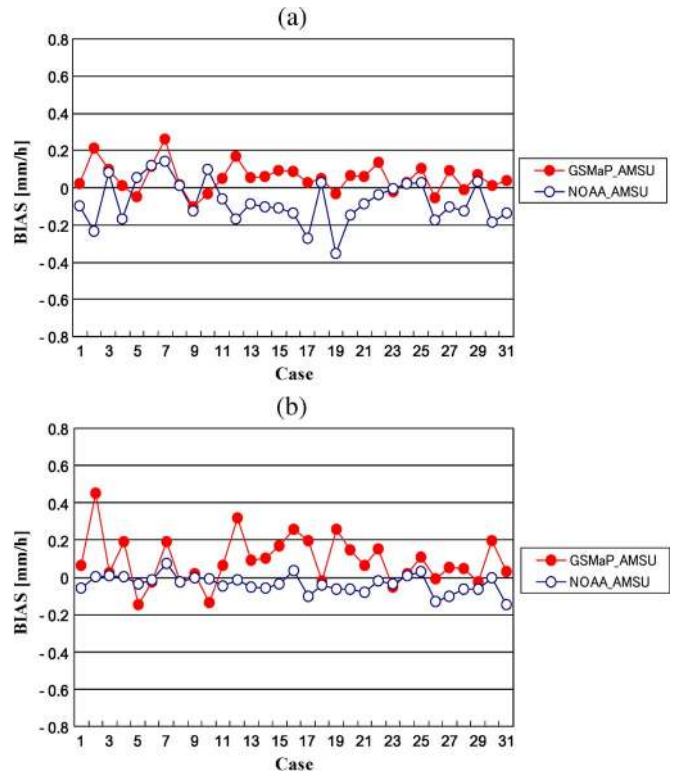 (a)
0.8
0.6
0.4
0.2
0
- 0.2
- 0.4
- 0.6
- 0.8
BIAS [mm/h]
1 3 5 7 9 11 13 15 17 19 21 23 25 27 29 31
Case
GSMaP_AMSU
NOAA_AMSU
(b)
0.8
0.6
0.4
0.2
0
- 0.2
- 0.4
- 0.6
- 0.8
BIAS [mm/h]
1 3 5 7 9 11 13 15 17 19 21 23 25 27 29 31
Case
GSMaP_AMSU
NOAA_AMSU